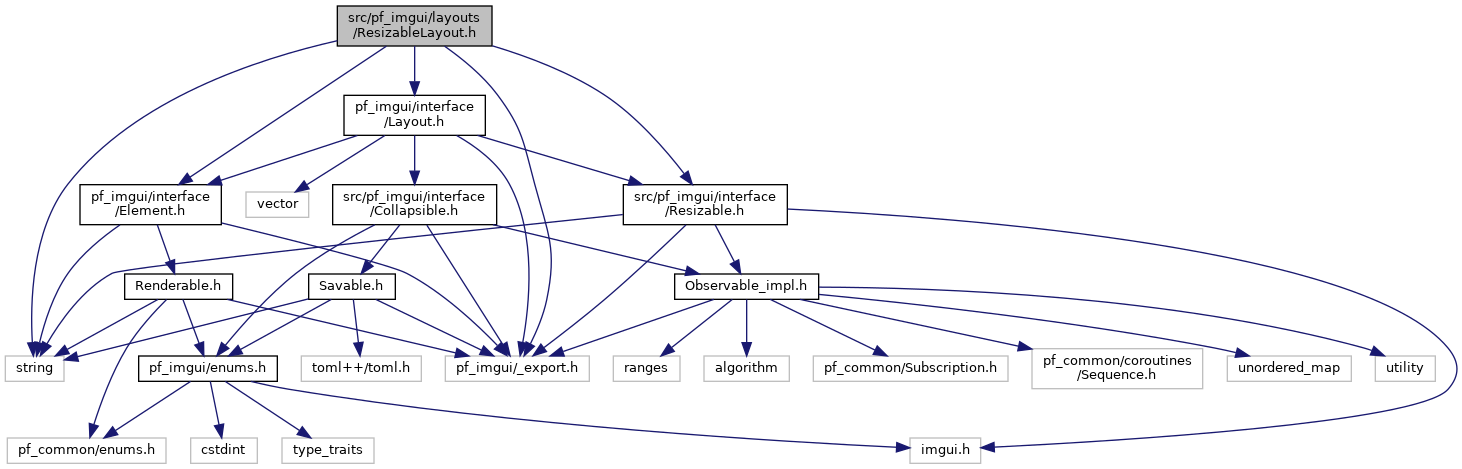 src/pf_imgui/layouts
/ResizableLayout.h
pf_imgui/interface
/Layout.h
pf_imgui/interface
/Element.h
vector
src/pf_imgui/interface
/Collapsible.h
src/pf_imgui/interface
/Resizable.h
Renderable.h
Savable.h
Observable_impl.h
string
pf_imgui/enums.h
toml++/toml.h
pf_imgui/_export.h
ranges
algorithm
pf_common/Subscription.h
pf_common/coroutines
/Sequence.h
unordered_map
utility
pf_common/enums.h
cstdint
type_traits
imgui.h